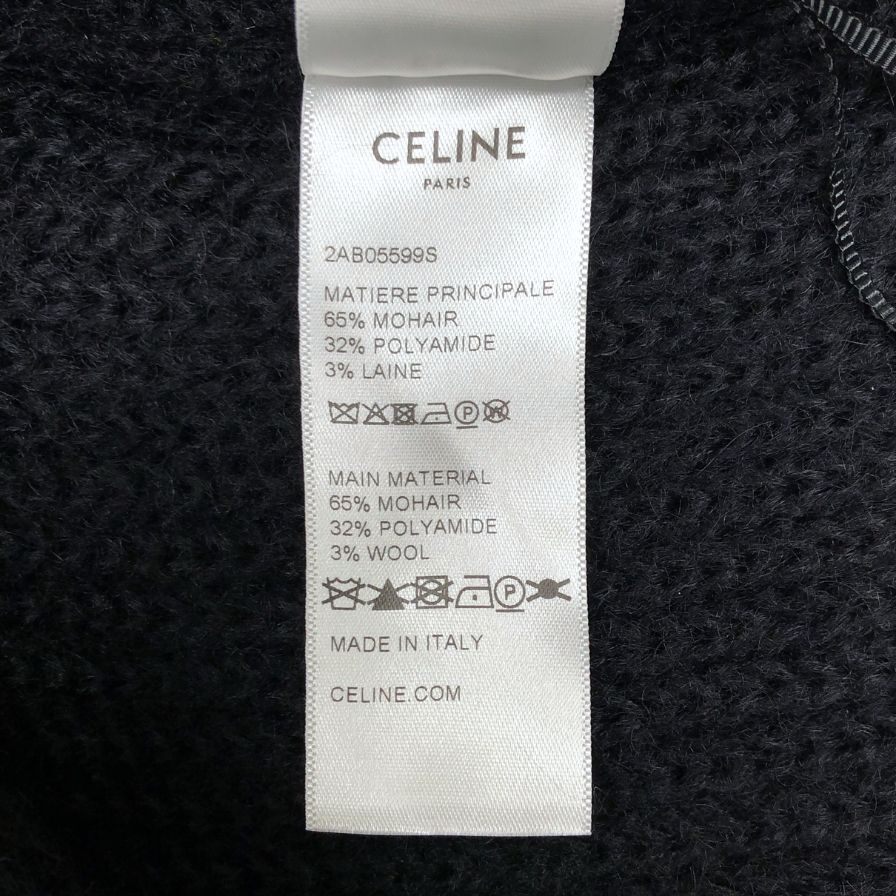 CELINE
PARIS
2AB05599S
MATIERE PRINCIPALE
65% MOHAIR
32% POLYAMIDE
3% LAINE
P
MAIN MATERIAL
65% MOHAIR
32% POLYAMIDE
3% WOOL
P
MADE IN ITALY
CELINE.COM